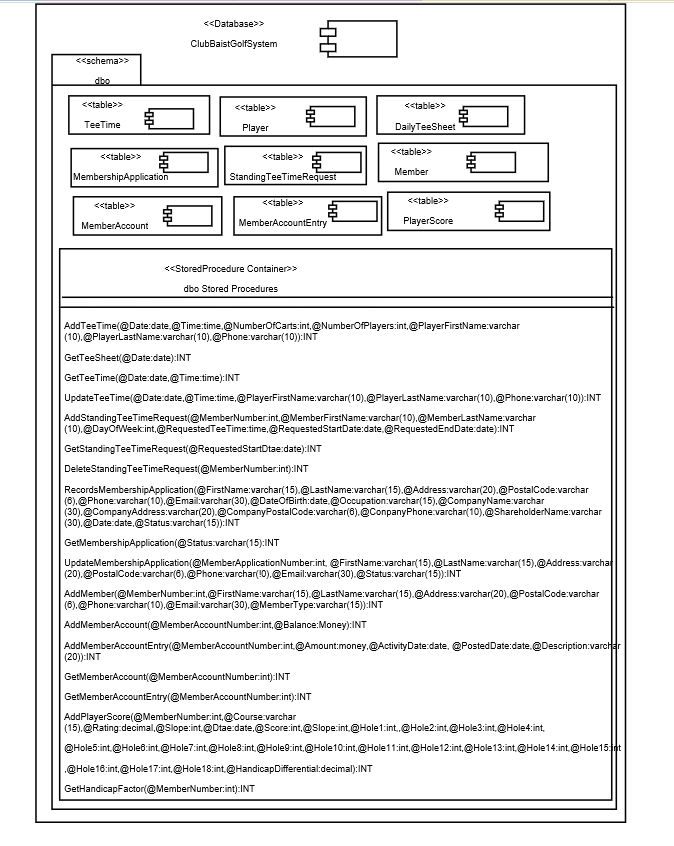 <<Database>>
ClubBaistGolfSystem
<<schema>>
dbo
<<table>>
TeeTime
<<table>>
Player
<<table>>
DailyTeeSheet
<<table>>
MembershipApplication
<<table>>
StandingTeeTimeRequest
<<table>>
Member
<<table>>
MemberAccount
<<table>>
MemberAccountEntry
<<table>>
PlayerScore
<<StoredProcedure Container>>
dbo Stored Procedures
AddTeeTime(@Date:date,@Time:time,@NumberOfCarts:int,@NumberOfPlayers:int,@PlayerFirstName:varchar
(10),@PlayerLastName:varchar(10),@Phone:varchar(10)):INT
GetTeeSheet(@Date:date):INT
GetTeeTime(@Date:date,@Time:time):INT
UpdateTeeTime(@Date:date,@Time:time,@PlayerFirstName:varchar(10),@PlayerLastName:varchar(10),@Phone:varchar(10)):INT
AddStandingTeeTimeRequest(@MemberNumber:int,@MemberFirstName:varchar(10),@MemberLastName:varchar
(10),@DayOfWeek:int,@RequestedTeeTime:time,@RequestedStartDate:date,@RequestedEndDate:date):INT
GetStandingTeeTimeRequest(@RequestedStartDtae:date):INT
DeleteStandingTeeTimeRequest(@MemberNumber:int):INT
RecordsMembershipApplication(@FirstName:varchar(15),@LastName:varchar(15),@Address:varchar(20),@PostalCode:varchar
(6),@Phone:varchar(10),@Email:varchar(30),@DateOfBirth:date,@Occupation:varchar(15),@CompanyName:varchar
(30),@CompanyAddress:varchar(20),@CompanyPostalCode:varchar(6),@ConpanyPhone:varchar(10),@ShareholderName:varchar
(30),@Date:date,@Status:varchar(15)):INT
GetMembershipApplication(@Status:varchar(15):INT
UpdateMembershipApplication(@MemberApplicationNumber:int, @FirstName:varchar(15),@LastName:varchar(15),@Address:varchar
(20),@PostalCode:varchar(6),@Phone:varchar(!0),@Email:varchar(30),@Status:varchar(15)):INT
AddMember(@MemberNumber:int,@FirstName:varchar(15),@LastName:varchar(15),@Address:varchar(20),@PostalCode:varchar
(6),@Phone:varchar(10),@Email:varchar(30),@MemberType:varchar(15)):INT
AddMemberAccount(@MemberAccountNumber:int,@Balance:Money):INT
AddMemberAccountEntry(@MemberAccountNumber:int,@Amount:money,@ActivityDate:date, @PostedDate:date,@Description:varchar
(20)):INT
GetMemberAccount(@MemberAccountNumber:int):INT
GetMemberAccountEntry(@MemberAccountNumber:int):INT
AddPlayerScore(@MemberNumber:int,@Course:varchar
(15),@Rating:decimal,@Slope:int,@Dtae:date,@Score:int,@Slope:int,@Hole1:int,,@Hole2:int,@Hole3:int,@Hole4:int,
@Hole5:int,@Hole6:int,@Hole7:int,@Hole8:int,@Hole9:int,@Hole10:int,@Hole11:int,@Hole12:int,@Hole13:int,@Hole14:int,@Hole15:int
,@Hole16:int,@Hole17:int,@Hole18:int,@HandicapDifferential:decimal):INT
GetHandicapFactor(@MemberNumber:int):INT